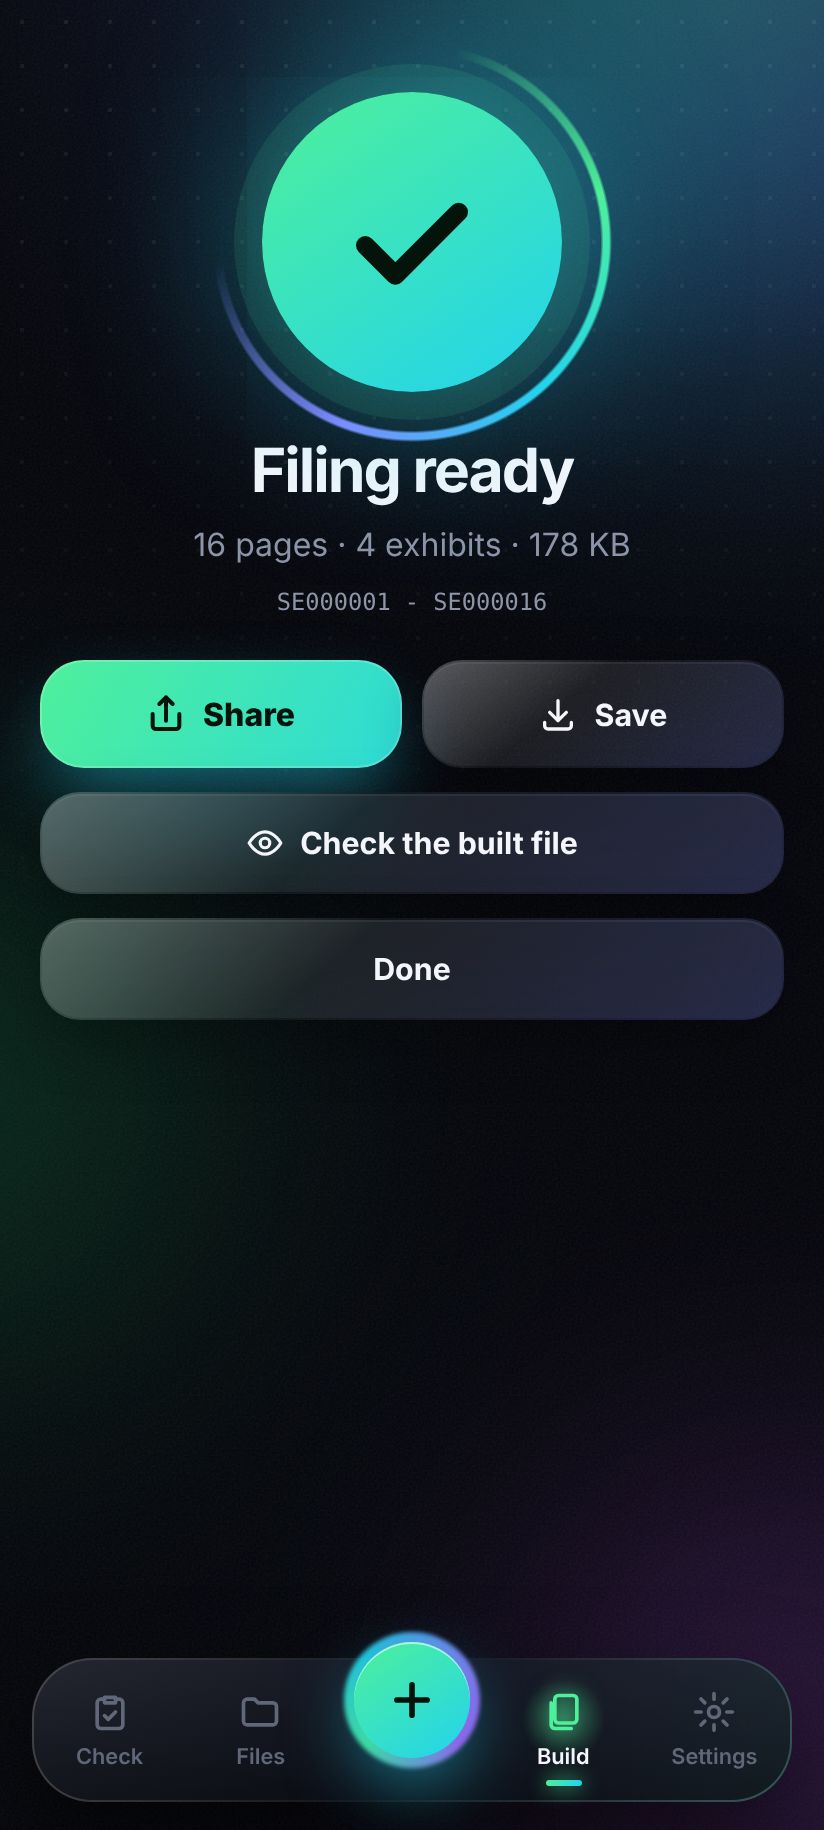 Filing ready
16 pages · 4 exhibits · 178 KB
SE000001 - SE000016
Share
Save
Check the built file
Done
Check
Files
Build
Settings